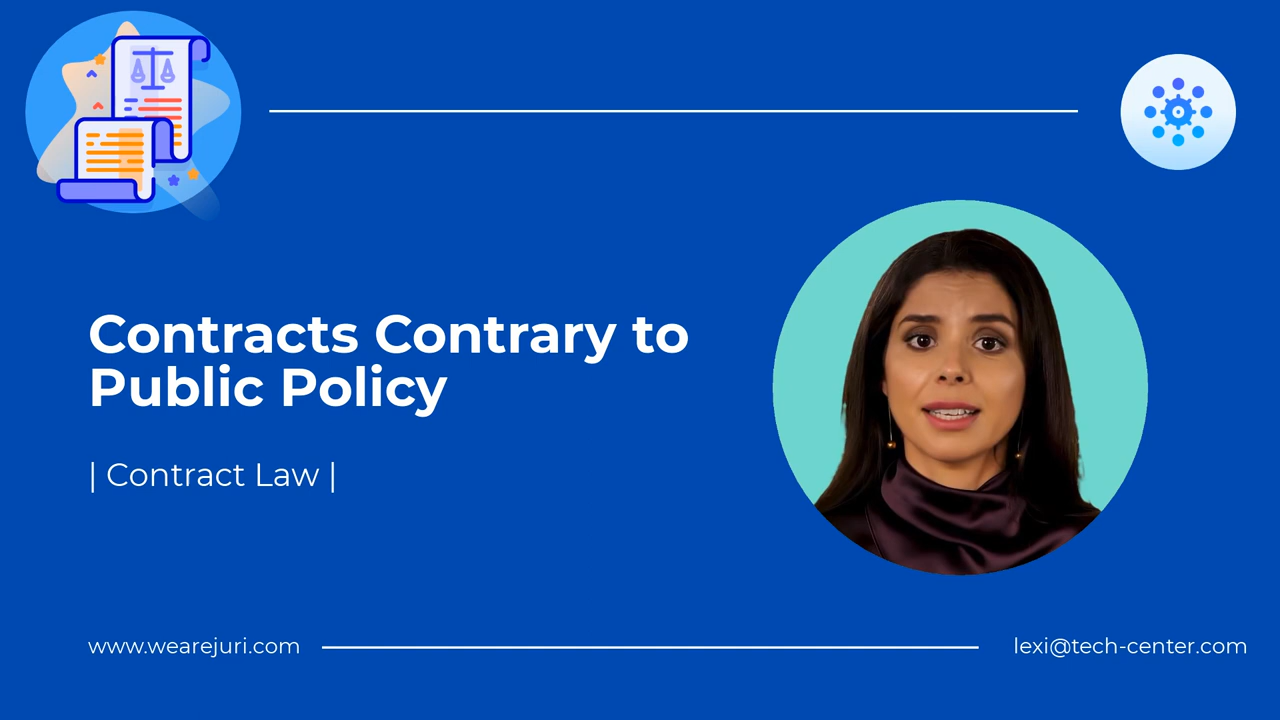 Contracts Contrary to
Public Policy
| Contract Law |
www.wearejuri.com
lexi@tech-center.com